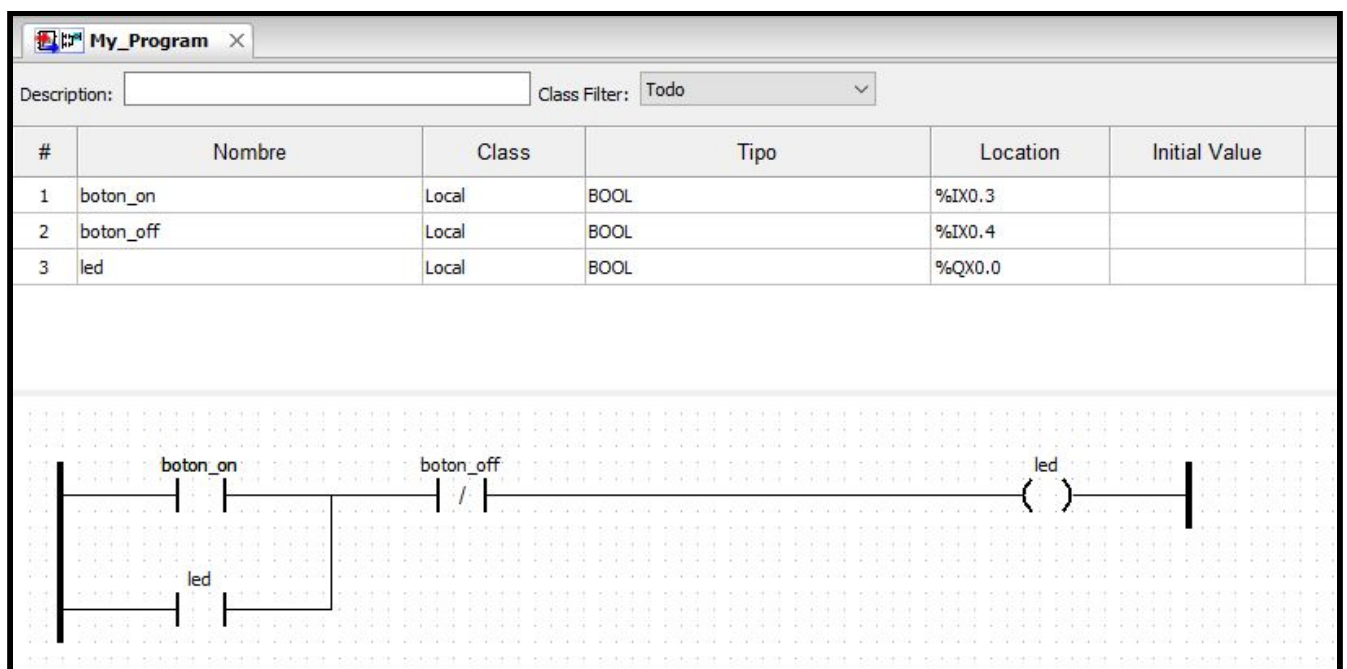 My_Program
Description: Class Filter: Todo
# Nombre Class Tipo Location Initial Value
1 boton_on Local BOOL %IX0.3
2 boton_off Local BOOL %IX0.4
3 led Local BOOL %QX0.0
boton_on boton_off led
/
led